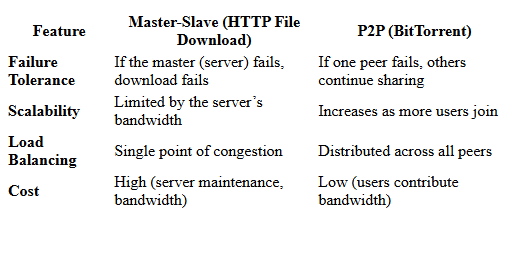 Feature
Master-Slave (HTTP File
Download)
P2P (BitTorrent)
Failure
Tolerance
If the master (server) fails,
download fails
If one peer fails, others
continue sharing
Scalability
Limited by the server’s
bandwidth
Increases as more users join
Load
Balancing
Single point of congestion
Distributed across all peers
Cost
High (server maintenance,
bandwidth)
Low (users contribute
bandwidth)